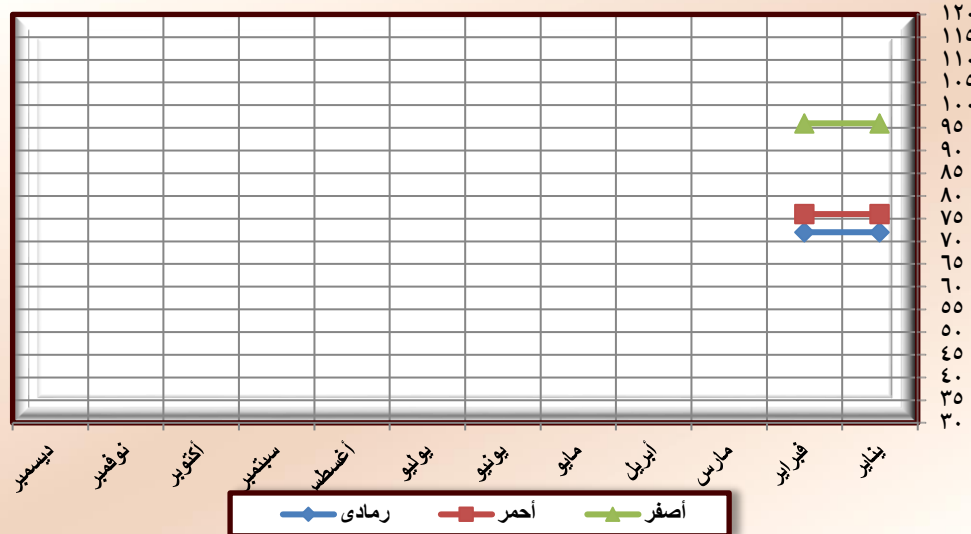 ١٢٠
١١٥
١١٠
١٠٥
١٠٠
٩٥
٩٠
٨٥
٨٠
٧٥
٧٠
٦٥
٦٠
٥٥
٥٠
٤٥
٤٠
٣٥
٣٠
يناير
فبراير
مارس
أبريل
مايو
يونيو
يوليو
أغسطس
سبتمبر
أكتوبر
نوفمبر
ديسمبر
أصفر أحمر رمادى